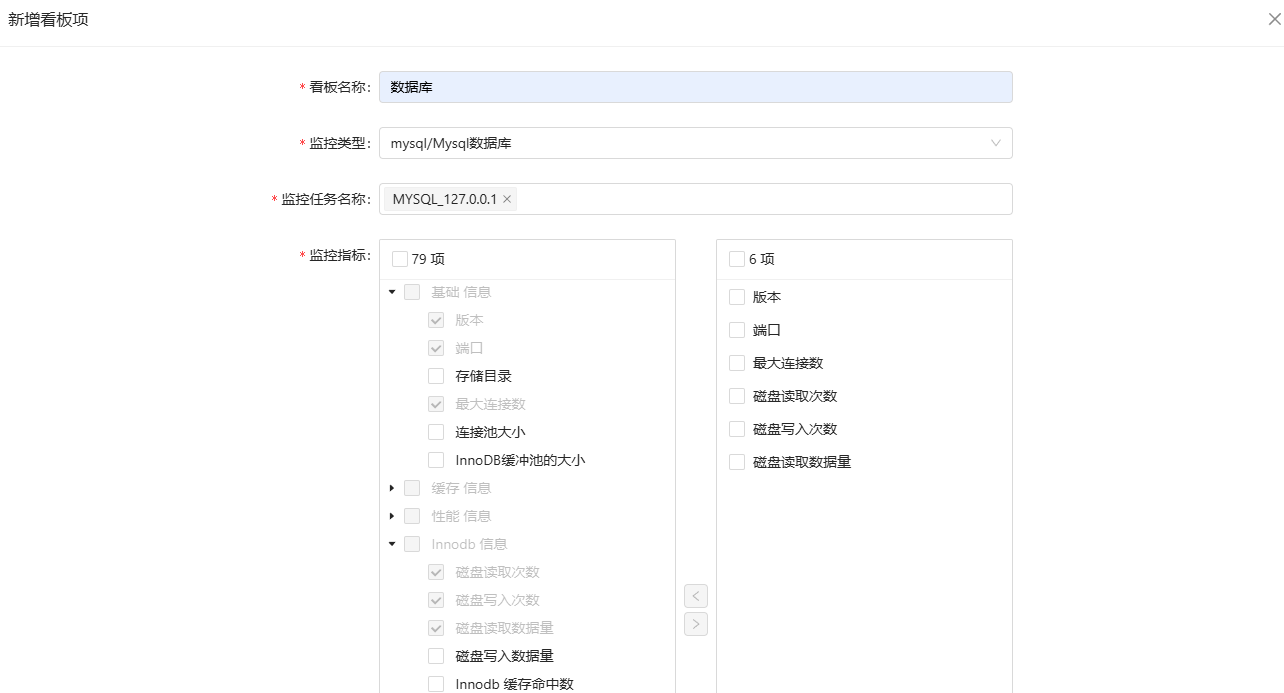 新增看板项
* 看板名称: 数据库
* 监控类型: mysql/Mysql数据库
* 监控任务名称: MYSQL_127.0.0.1
* 监控指标:
79 项
基础 信息
版本
端口
存储目录
最大连接数
连接池大小
InnoDB缓冲池的大小
缓存 信息
性能 信息
Innodb 信息
磁盘读取次数
磁盘写入次数
磁盘读取数据量
磁盘写入数据量
Innodb 缓存命中数
6 项
版本
端口
最大连接数
磁盘读取次数
磁盘写入次数
磁盘读取数据量